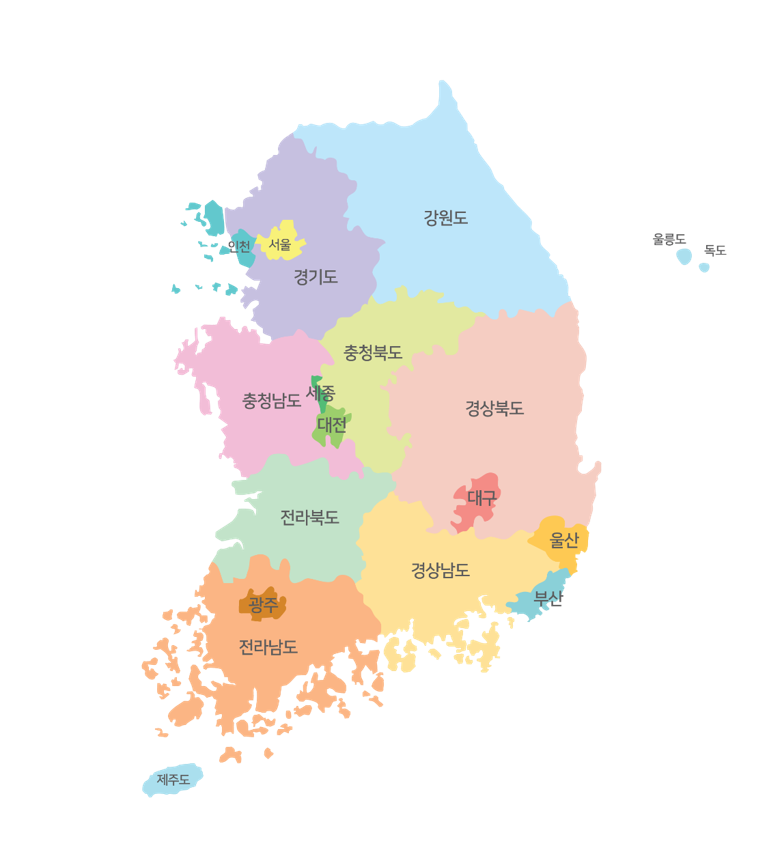 강원도
울릉도
독도
인천
서울
경기도
충청북도
세종
충청남도
경상북도
대전
대구
전라북도
울산
경상남도
부산
광주
전라남도
제주도